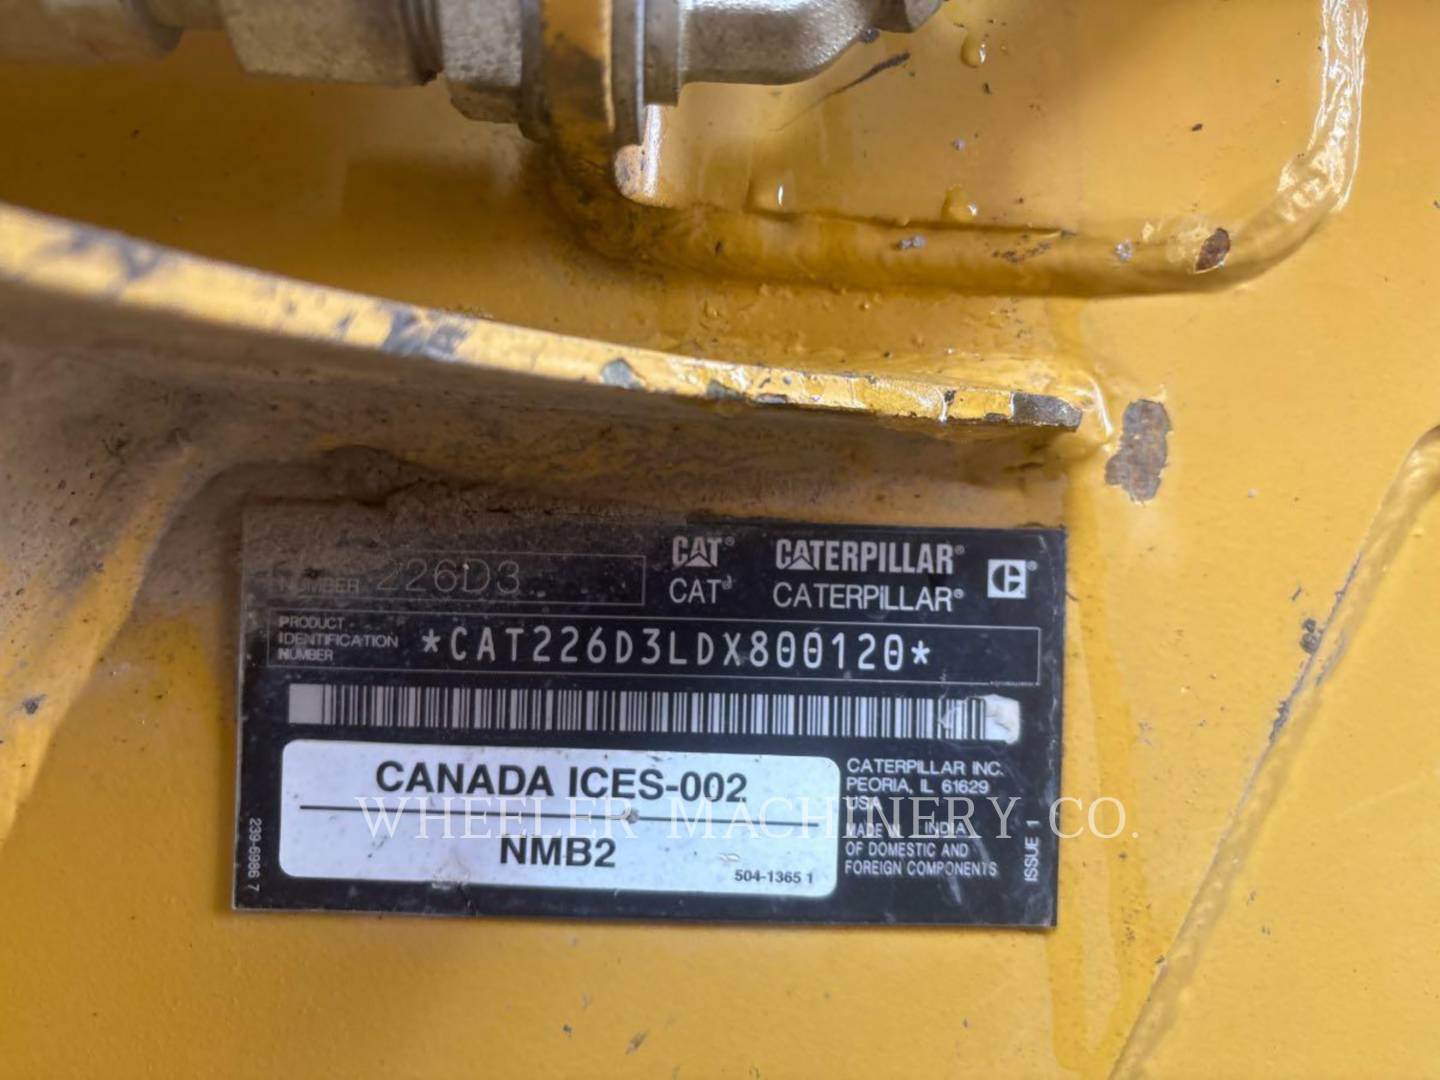 NUMBER 226D3
CAT® CATERPILLAR®
CAT® CATERPILLAR®
PRODUCT
IDENTIFICATION
NUMBER
*CAT226D3LDX800120*
CANADA ICES-002
NMB2
504-1365 1
CATERPILLAR INC.
PEORIA, IL 61629
USA
MADE IN INDIA
OF DOMESTIC AND
FOREIGN COMPONENTS
ISSUE 1
239-6986 7
WHEELER MACHINERY CO.